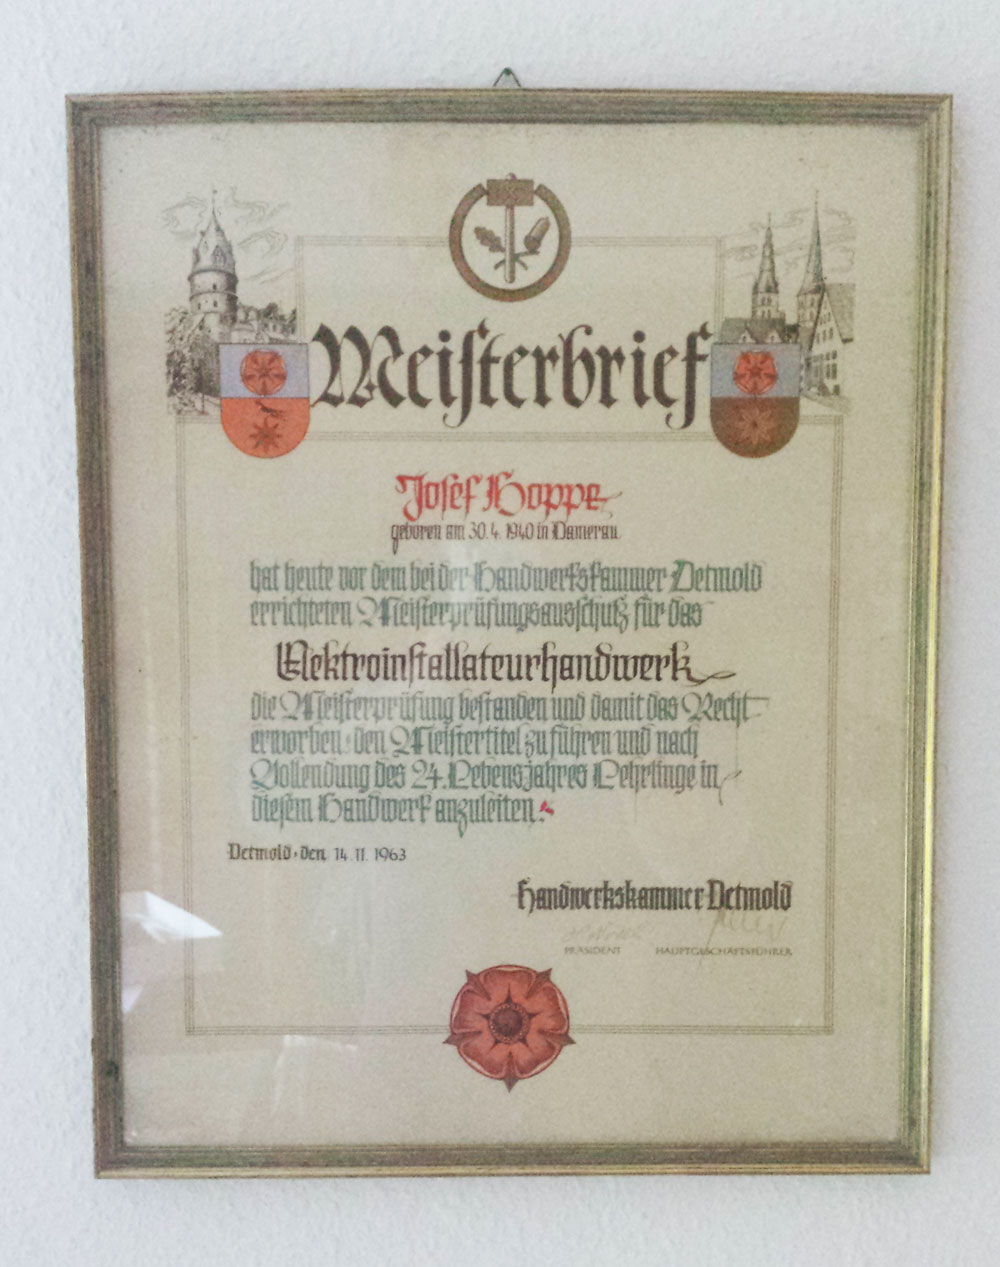 Meisterbrief
Josef Hoppe
geboren am 30. 4. 1940 in Damerau
hat heute vor dem bei der Handwerkskammer Detmold
errichteten Meisterprüfungsausschuß für das
Elektroinstallateurhandwerk
die Meisterprüfung bestanden und damit das Recht
erworben, den Meistertitel zu führen und nach
Vollendung des 24. Lebensjahres Lehrlinge in
diesem Handwerk anzuleiten.
Detmold, den 14. 11. 1963
Handwerkskammer Detmold
PRÄSIDENT HAUPTGESCHÄFTSFÜHRER